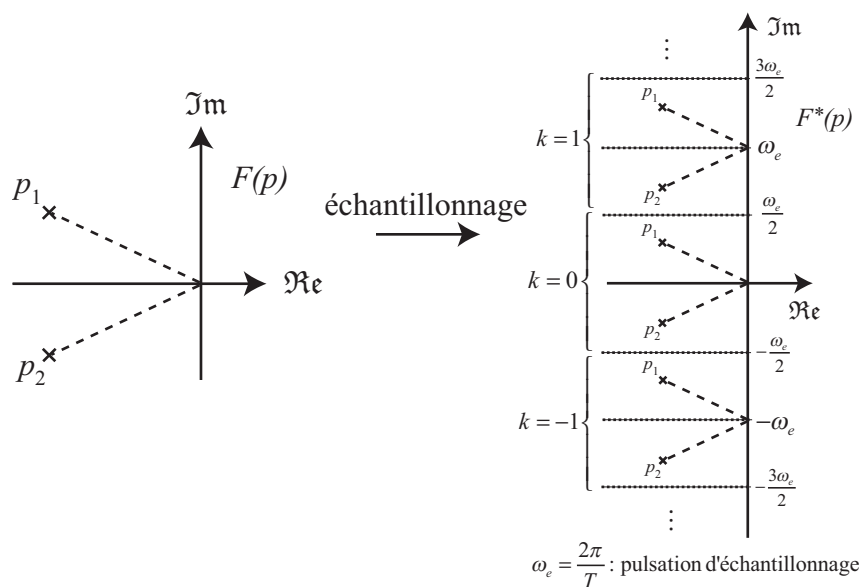 ℑm
F(p)
p₁
ℜe
p₂
échantillonnage
ℑm
⋮
3ωₑ/2
p₁
F*(p)
k = 1
ωₑ
p₂
ωₑ/2
p₁
k = 0
ℜe
p₂
−ωₑ/2
p₁
k = −1
−ωₑ
p₂
−3ωₑ/2
⋮
ωₑ = 2π/T : pulsation d'échantillonnage